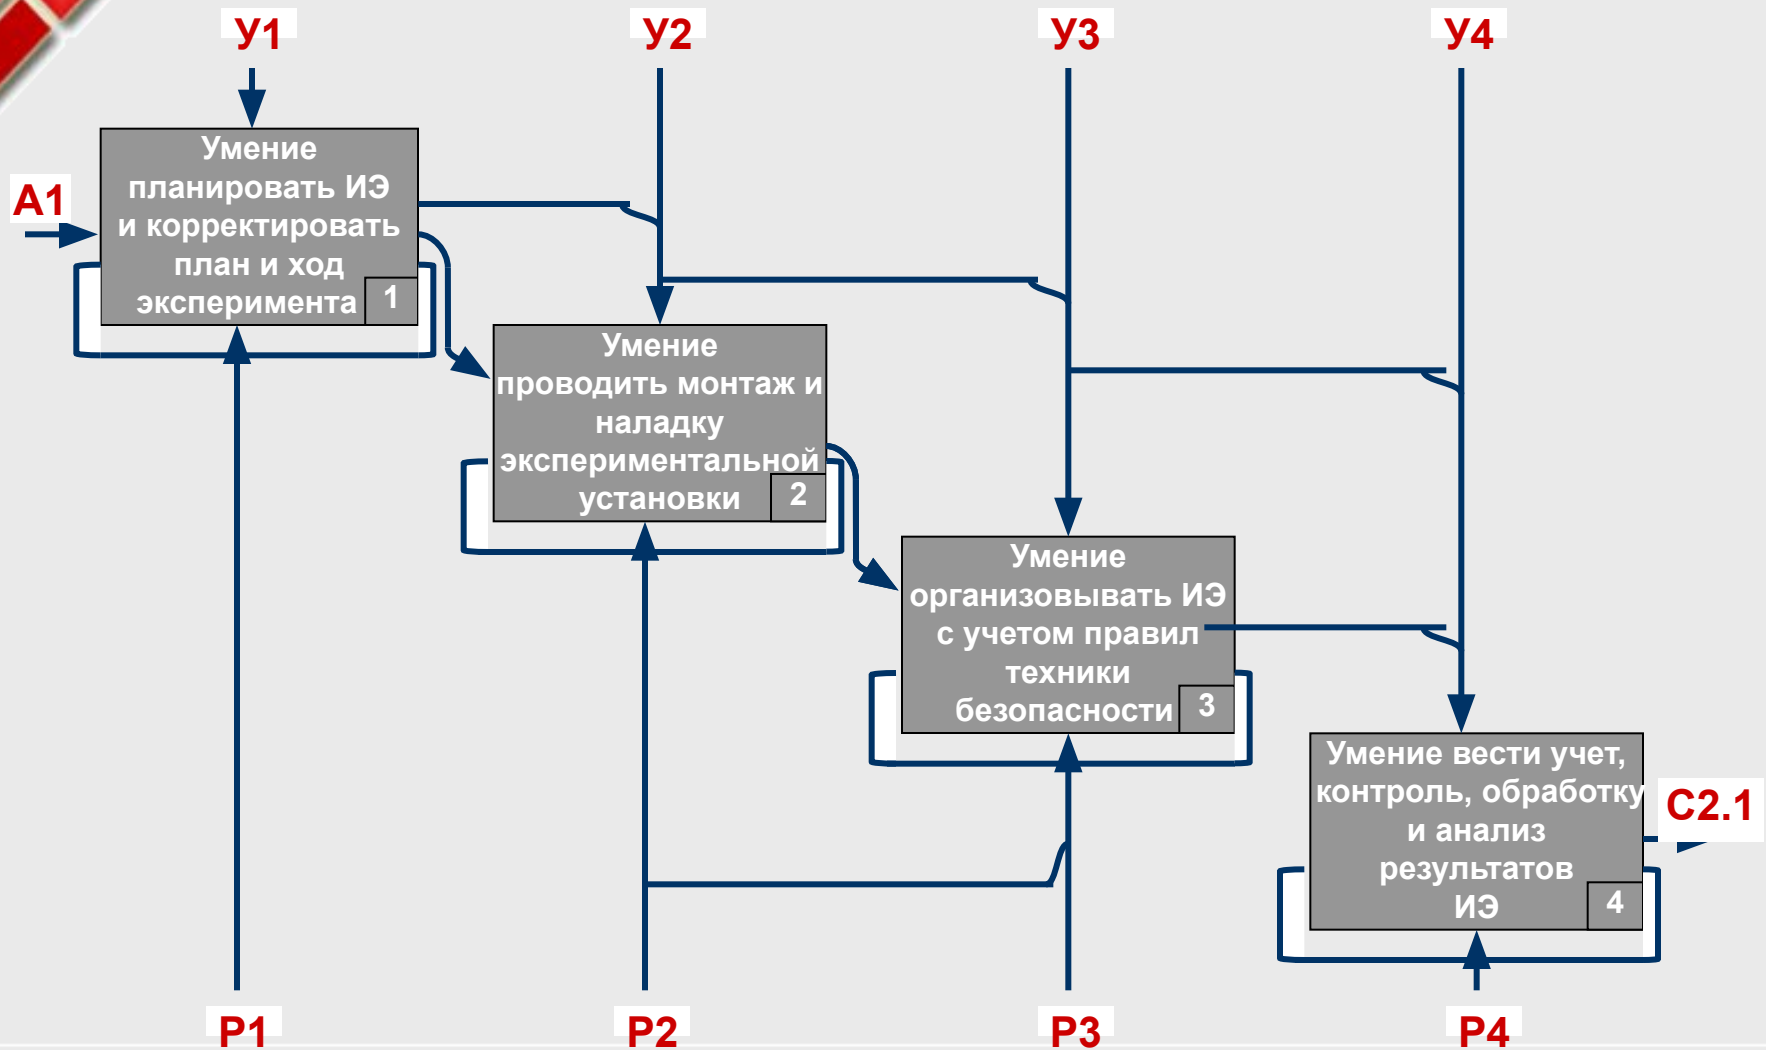 У1
У2
У3
У4
А1
Умение
планировать ИЭ
и корректировать
план и ход
эксперимента
1
Умение
проводить монтаж и
наладку
экспериментальной
установки
2
Умение
организовывать ИЭ
с учетом правил
техники
безопасности
3
Умение вести учет,
контроль, обработку
и анализ
результатов
ИЭ
4
С2.1
Р1
Р2
Р3
Р4